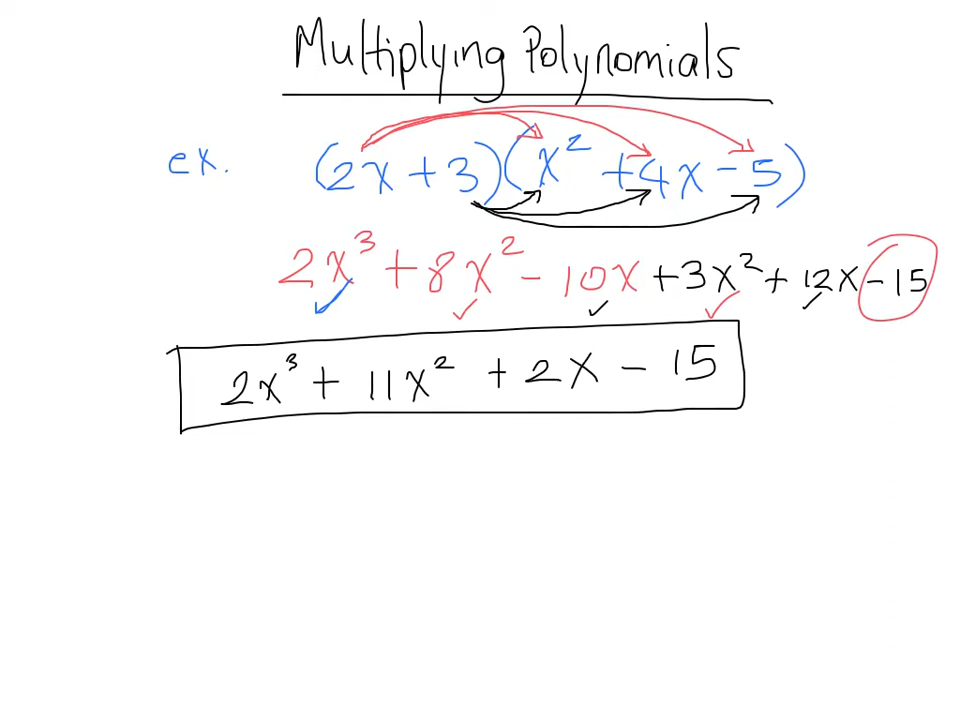 Multiplying Polynomials
ex. (2x + 3)(x² + 4x - 5)
2x³ + 8x² - 10x + 3x² + 12x - 15
2x³ + 11x² + 2x - 15